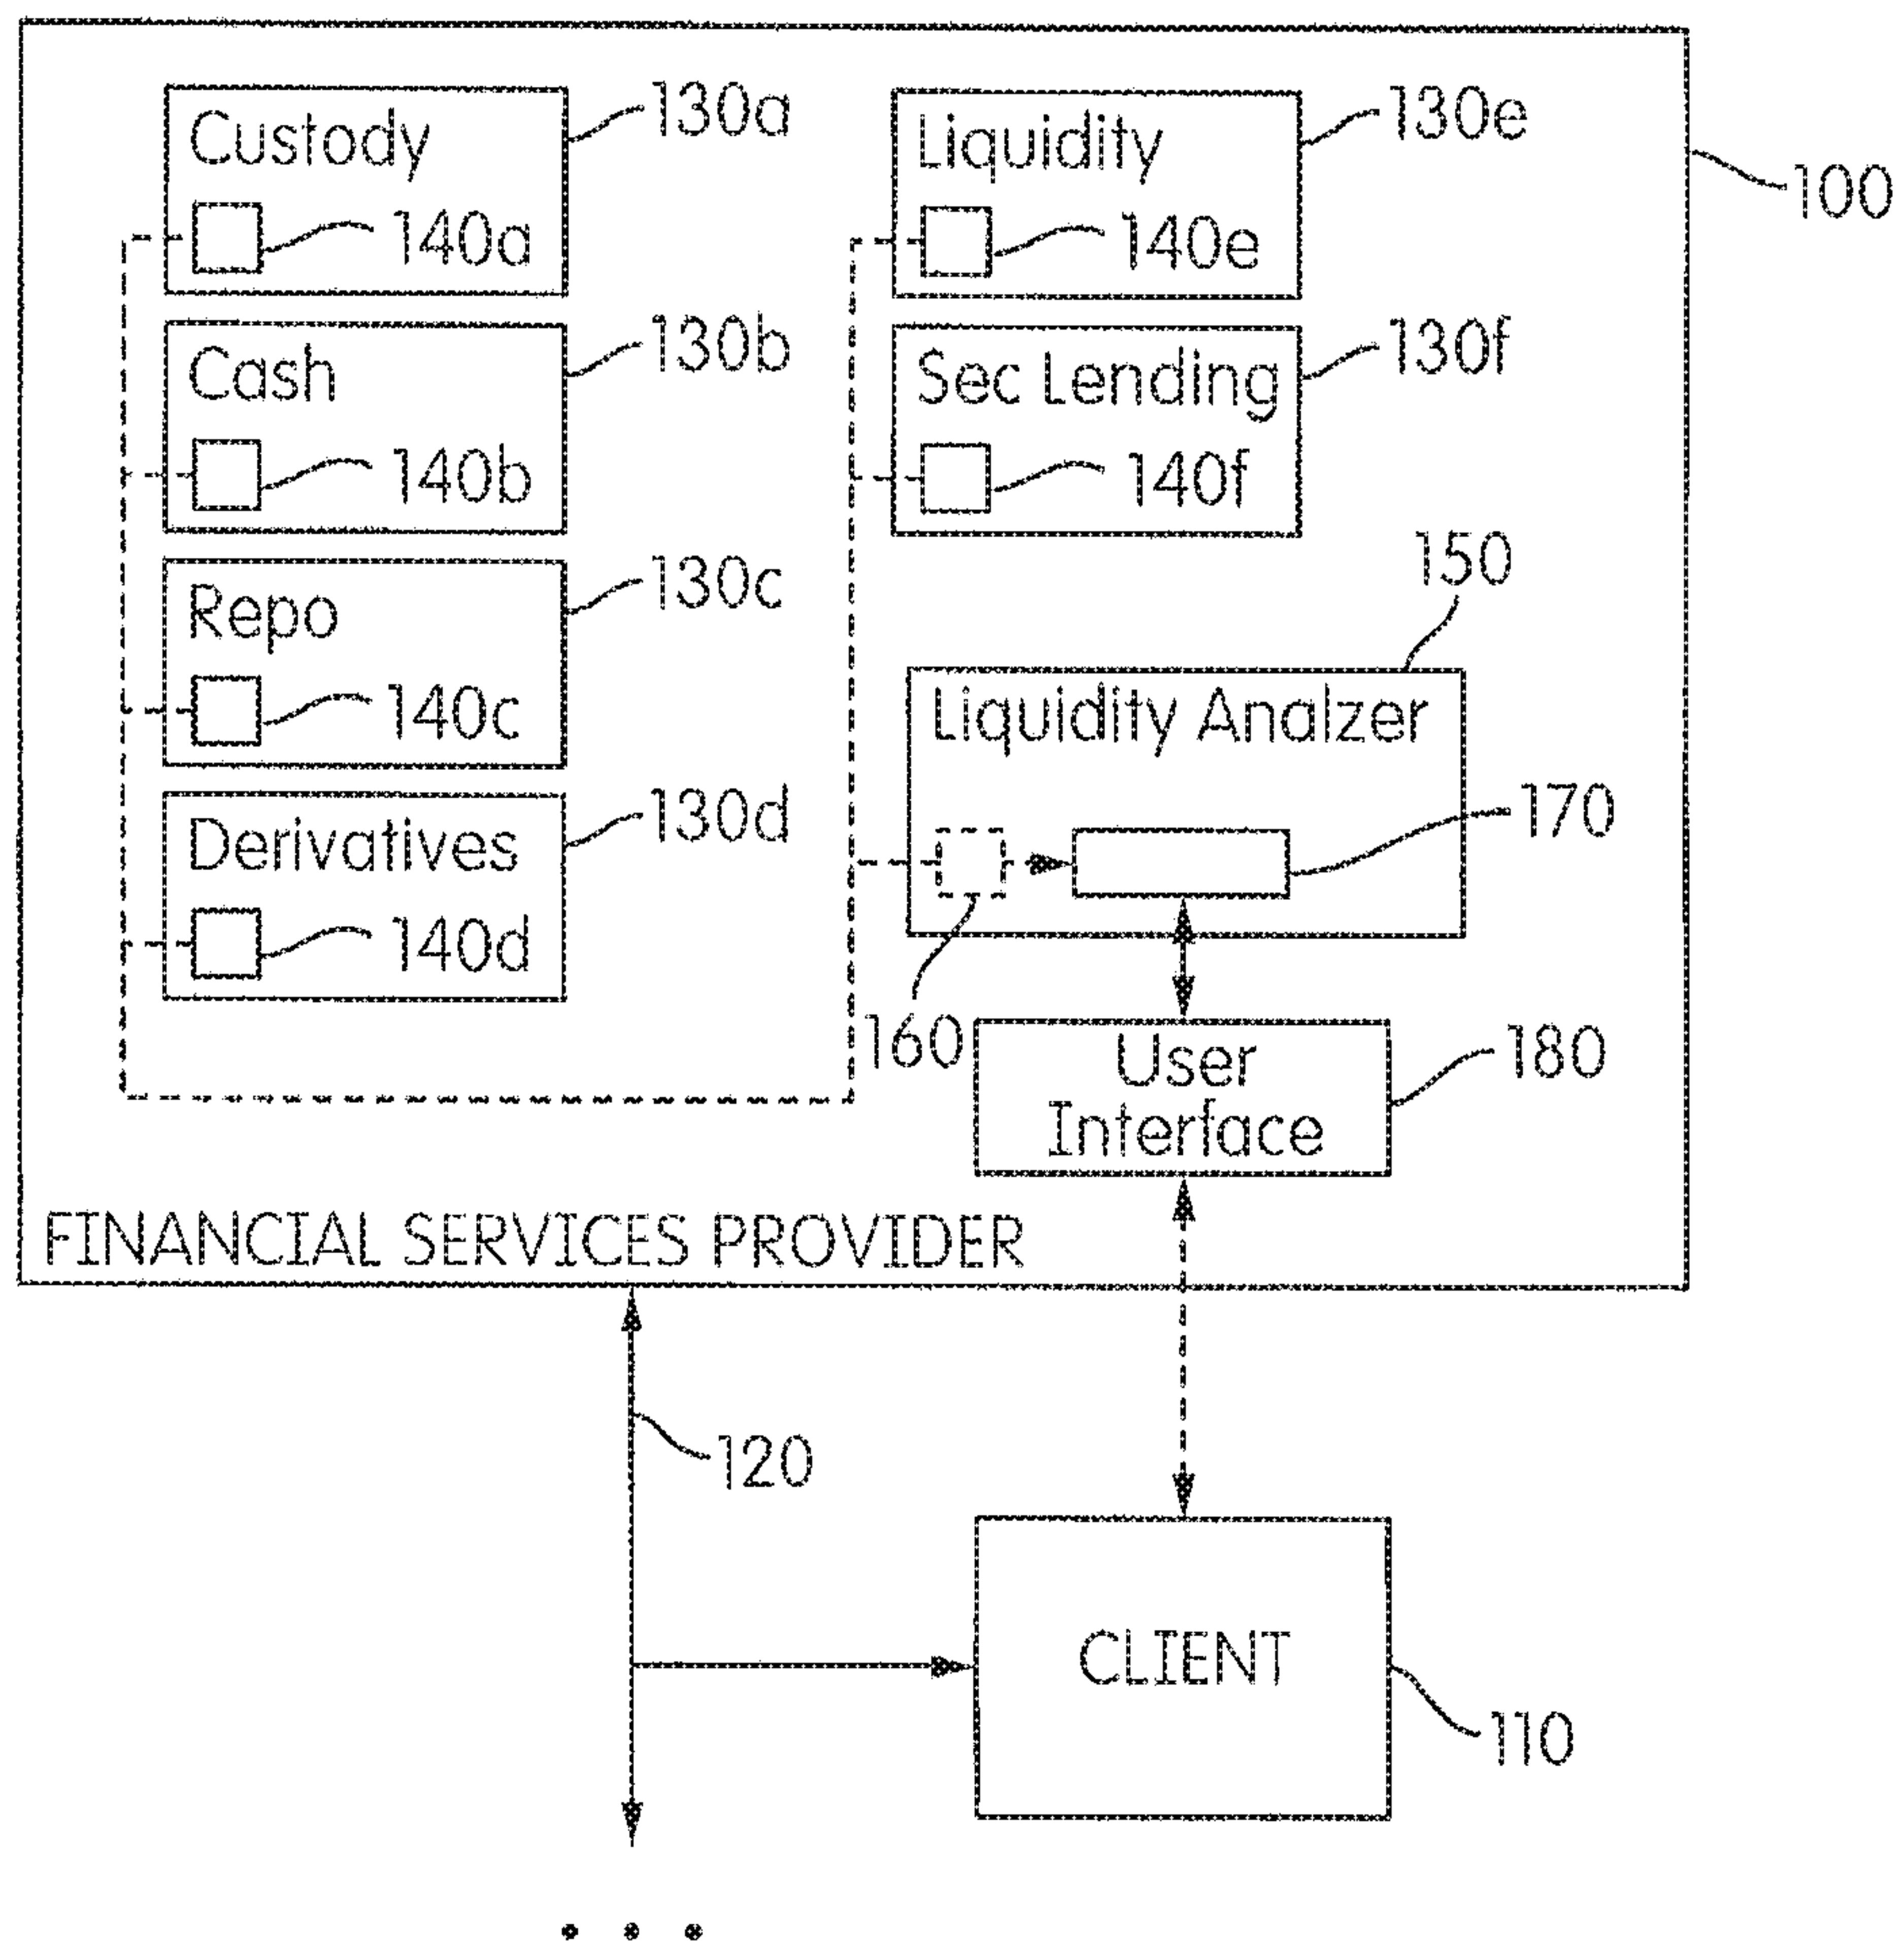 Custody
130a
140a
Cash
130b
140b
Repo
130c
140c
Derivatives
130d
140d
Liquidity
130e
140e
Sec Lending
130f
140f
100
150
Liquidity Analzer
170
160
User
Interface
180
FINANCIAL SERVICES PROVIDER
120
CLIENT
110